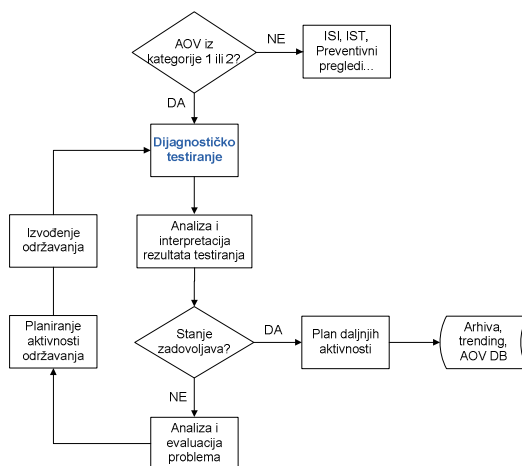 AOV iz
kategorije 1 ili 2?
NE
ISI, IST,
Preventivni
pregledi...
DA
Dijagnostičko
testiranje
Analiza i
interpretacija
rezultata testiranja
Izvođenje
održavanja
Planiranje
aktivnosti
održavanja
Stanje
zadovoljava?
DA
Plan daljnjih
aktivnosti
Arhiva,
trending,
AOV DB
NE
Analiza i
evaluacija
problema